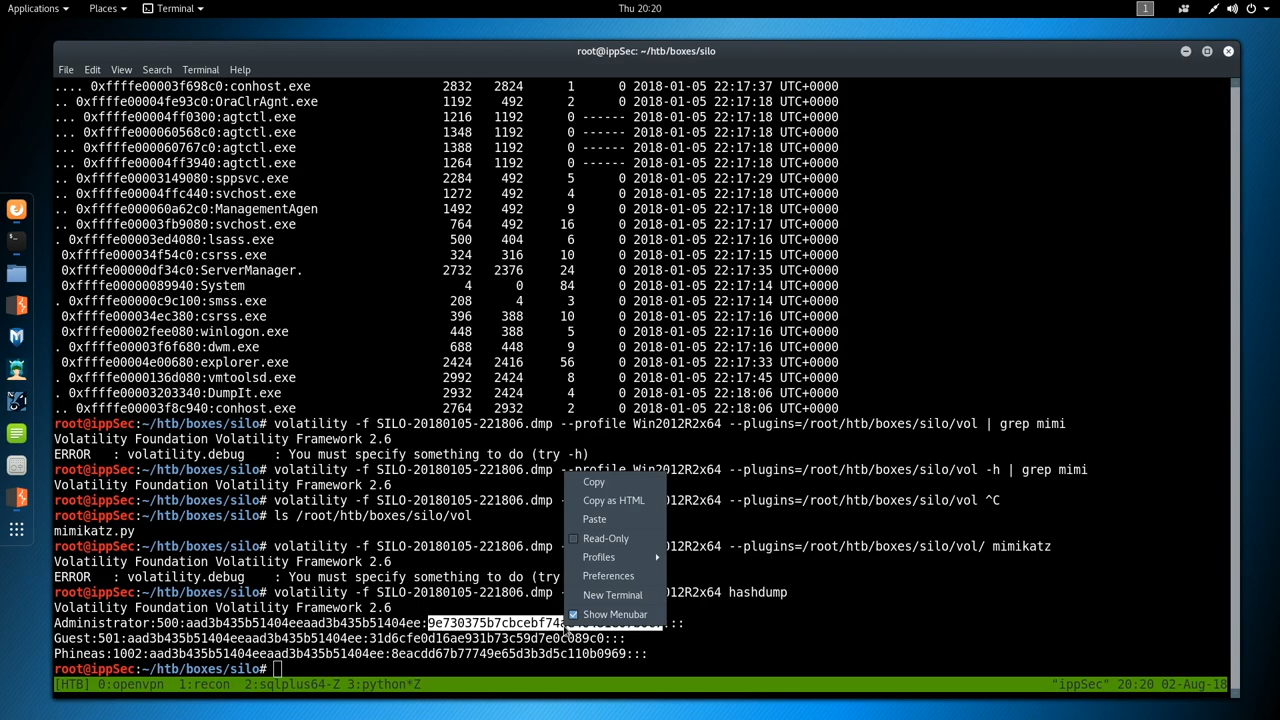 Applications Places Terminal Thu 20:20 1
root@ippSec: ~/htb/boxes/silo
File Edit View Search Terminal Help
.... 0xffffe00003f698c0:conhost.exe 2832 2824 1 0 2018-01-05 22:17:37 UTC+0000
.. 0xffffe00004fe93c0:OraClrAgnt.exe 1192 492 2 0 2018-01-05 22:17:18 UTC+0000
... 0xffffe00004ff0300:agtctl.exe 1216 1192 0 ------ 2018-01-05 22:17:18 UTC+0000
... 0xffffe000060568c0:agtctl.exe 1348 1192 0 ------ 2018-01-05 22:17:18 UTC+0000
... 0xffffe000060767c0:agtctl.exe 1388 1192 0 ------ 2018-01-05 22:17:18 UTC+0000
... 0xffffe00004ff3940:agtctl.exe 1264 1192 0 ------ 2018-01-05 22:17:18 UTC+0000
.. 0xffffe00003149080:sppsvc.exe 2284 492 5 0 2018-01-05 22:17:29 UTC+0000
.. 0xffffe00004ffc440:svchost.exe 1272 492 4 0 2018-01-05 22:17:18 UTC+0000
.. 0xffffe000060a62c0:ManagementAgen 1492 492 9 0 2018-01-05 22:17:18 UTC+0000
.. 0xffffe00003fb9080:svchost.exe 764 492 16 0 2018-01-05 22:17:17 UTC+0000
. 0xffffe00003ed4080:lsass.exe 500 404 6 0 2018-01-05 22:17:16 UTC+0000
 0xffffe000034f54c0:csrss.exe 324 316 10 0 2018-01-05 22:17:15 UTC+0000
 0xffffe00000df34c0:ServerManager. 2732 2376 24 0 2018-01-05 22:17:35 UTC+0000
 0xffffe00000089940:System 4 0 84 0 2018-01-05 22:17:14 UTC+0000
. 0xffffe00000c9c100:smss.exe 208 4 3 0 2018-01-05 22:17:14 UTC+0000
 0xffffe000034ec380:csrss.exe 396 388 10 0 2018-01-05 22:17:16 UTC+0000
 0xffffe00002fee080:winlogon.exe 448 388 5 0 2018-01-05 22:17:16 UTC+0000
. 0xffffe00003f6f680:dwm.exe 688 448 9 0 2018-01-05 22:17:16 UTC+0000
 0xffffe00004e00680:explorer.exe 2424 2416 56 0 2018-01-05 22:17:33 UTC+0000
. 0xffffe0000136d080:vmtoolsd.exe 2992 2424 8 0 2018-01-05 22:17:45 UTC+0000
. 0xffffe00003203340:DumpIt.exe 2932 2424 4 0 2018-01-05 22:18:06 UTC+0000
.. 0xffffe00003f8c940:conhost.exe 2764 2932 2 0 2018-01-05 22:18:06 UTC+0000
root@ippSec:~/htb/boxes/silo# volatility -f SILO-20180105-221806.dmp --profile Win2012R2x64 --plugins=/root/htb/boxes/silo/vol | grep mimi
Volatility Foundation Volatility Framework 2.6
ERROR : volatility.debug : You must specify something to do (try -h)
root@ippSec:~/htb/boxes/silo# volatility -f SILO-20180105-221806.dmp --profile Win2012R2x64 --plugins=/root/htb/boxes/silo/vol -h | grep mimi
Volatility Foundation Volatility Framework 2.6
root@ippSec:~/htb/boxes/silo# volatility -f SILO-20180105-221806.dmp - 012R2x64 --plugins=/root/htb/boxes/silo/vol ^C
root@ippSec:~/htb/boxes/silo# ls /root/htb/boxes/silo/vol
mimikatz.py
root@ippSec:~/htb/boxes/silo# volatility -f SILO-20180105-221806.dmp - 012R2x64 --plugins=/root/htb/boxes/silo/vol/ mimikatz
Volatility Foundation Volatility Framework 2.6
ERROR : volatility.debug : You must specify something to do (try
root@ippSec:~/htb/boxes/silo# volatility -f SILO-20180105-221806.dmp - 012R2x64 hashdump
Volatility Foundation Volatility Framework 2.6
Administrator:500:aad3b435b51404eeaad3b435b51404ee:9e730375b7cbcebf74a :::
Guest:501:aad3b435b51404eeaad3b435b51404ee:31d6cfe0d16ae931b73c59d7e0c089c0:::
Phineas:1002:aad3b435b51404eeaad3b435b51404ee:8eacdd67b77749e65d3b3d5c110b0969:::
root@ippSec:~/htb/boxes/silo#
Copy
Copy as HTML
Paste
Read-Only
Profiles
Preferences
New Terminal
Show Menubar
[HTB] 0:openvpn 1:recon 2:sqlplus64-Z 3:python*Z "ippSec" 20:20 02-Aug-18